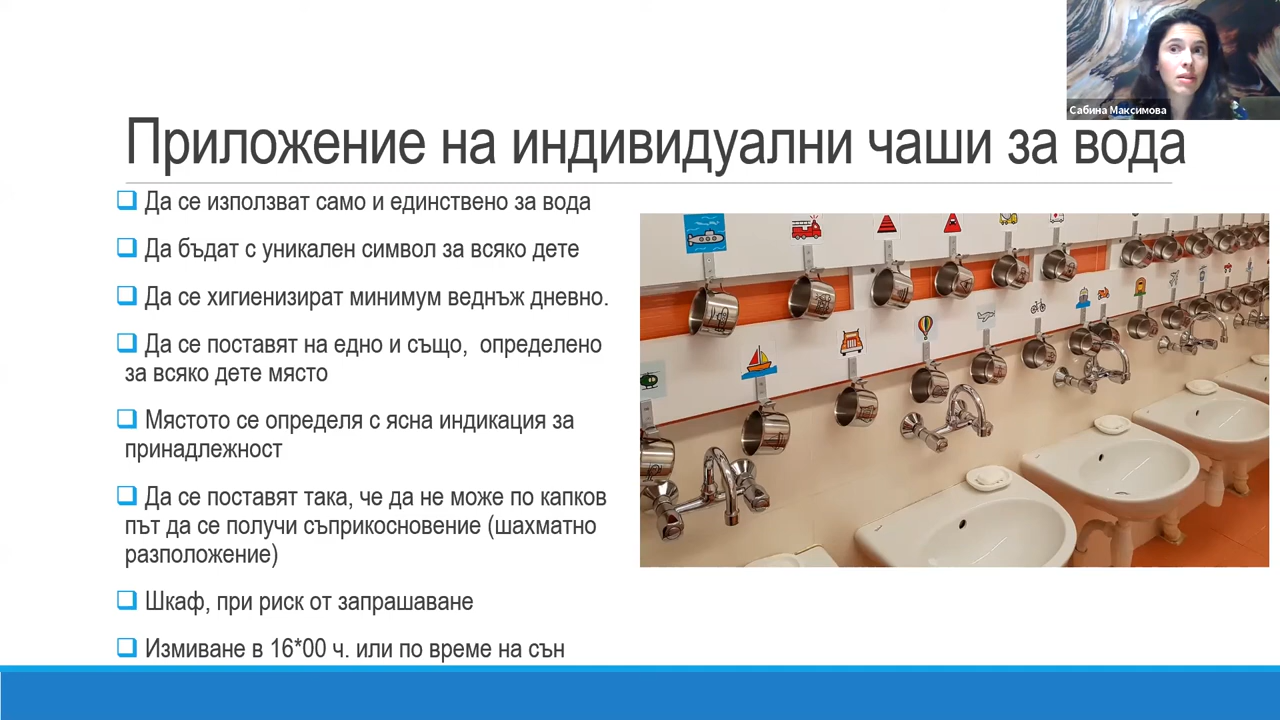 Сабина Максимова
Приложение на индивидуални чаши за вода
Да се използват само и единствено за вода
Да бъдат с уникален символ за всяко дете
Да се хигиенизират минимум веднъж дневно.
Да се поставят на едно и също, определено
за всяко дете място
Мястото се определя с ясна индикация за
принадлежност
Да се поставят така, че да не може по капков
път да се получи съприкосновение (шахматно
разположение)
Шкаф, при риск от запрашаване
Измиване в 16*00 ч. или по време на сън